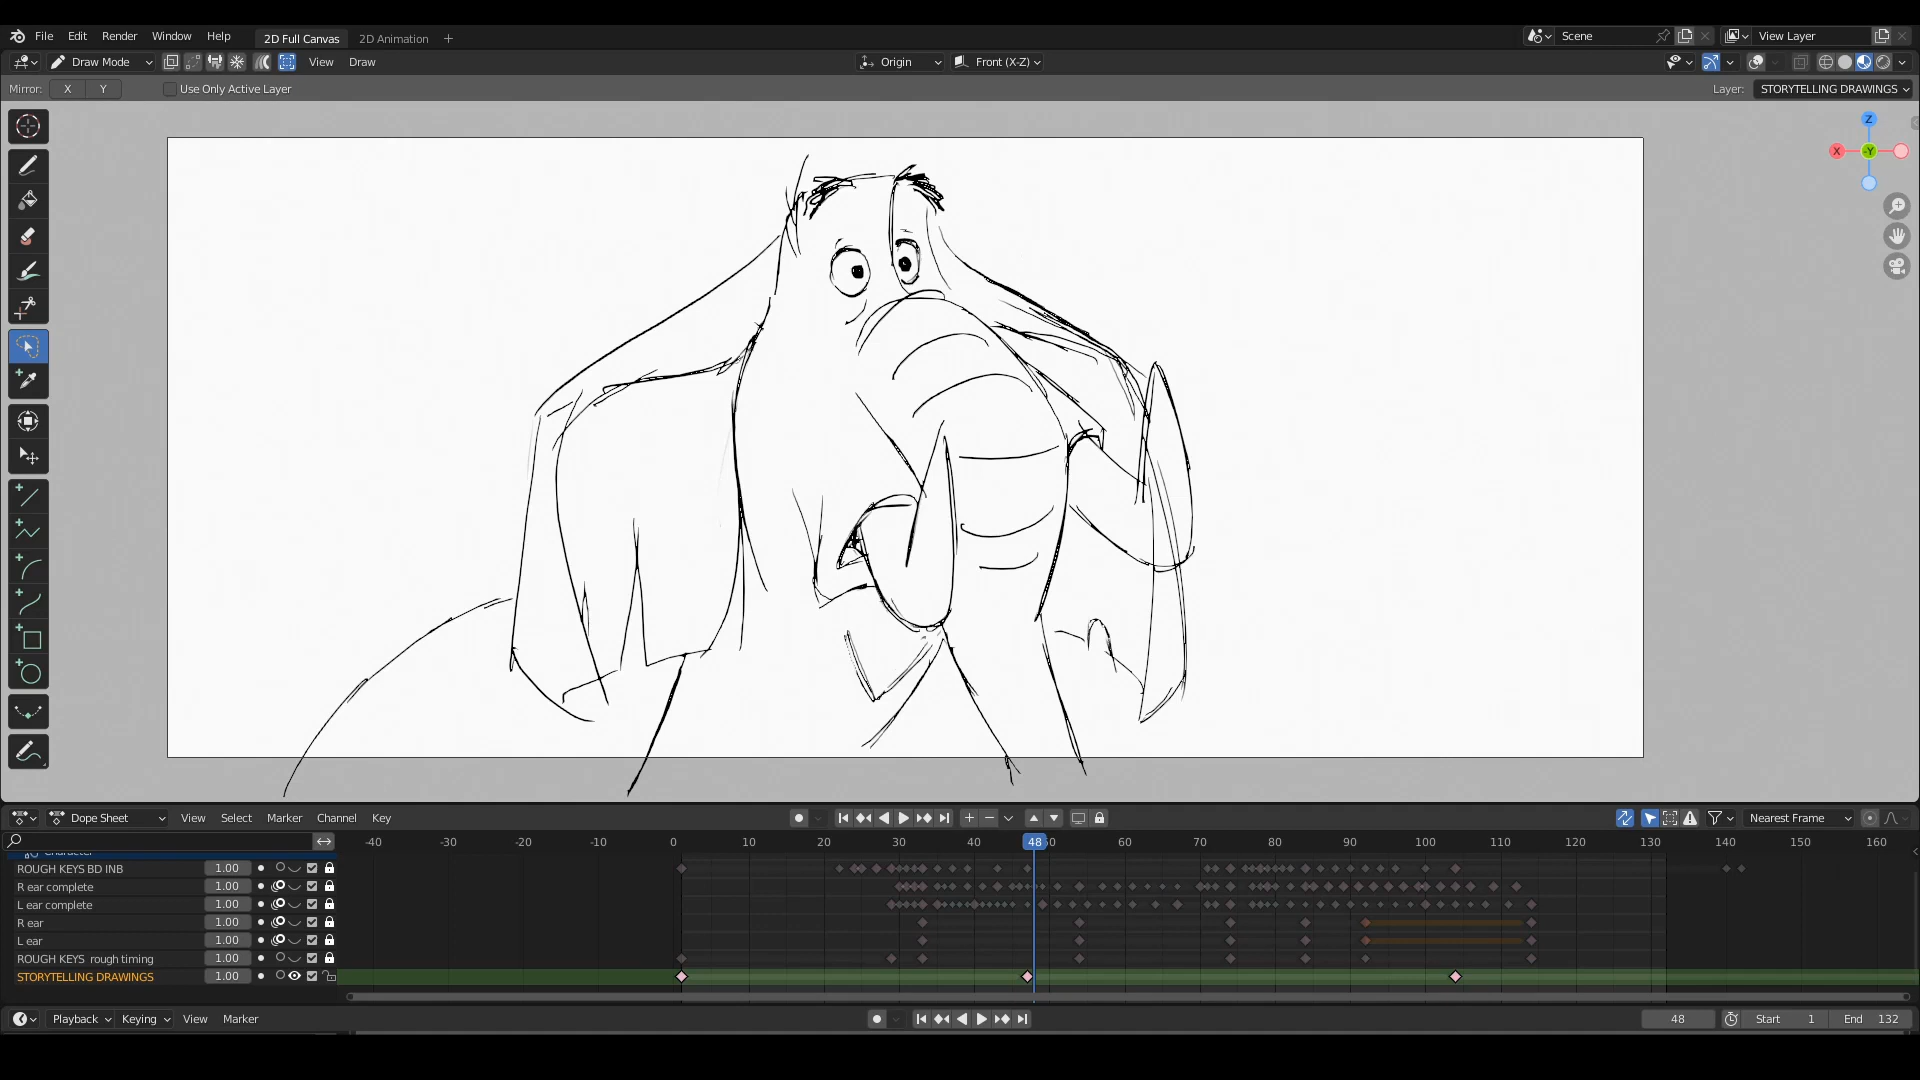 File Edit Render Window Help 2D Full Canvas 2D Animation + Scene View Layer
Draw Mode View Draw Origin Front (X-Z)
Mirror: X Y Use Only Active Layer Layer: STORYTELLING DRAWINGS
Z
X -Y
Dope Sheet View Select Marker Channel Key Nearest Frame
-40 -30 -20 -10 0 10 20 30 40 48 50 60 70 80 90 100 110 120 130 140 150 160
Character
ROUGH KEYS BD INB 1.00
R ear complete 1.00
L ear complete 1.00
R ear 1.00
L ear 1.00
ROUGH KEYS rough timing 1.00
STORYTELLING DRAWINGS 1.00
Playback Keying View Marker 48 Start 1 End 132